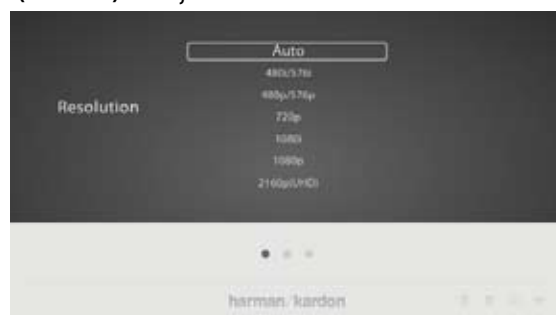 Auto
480i/576i
480p/576p
Resolution
720p
1080i
1080p
2160p(UHD)
harman/kardon